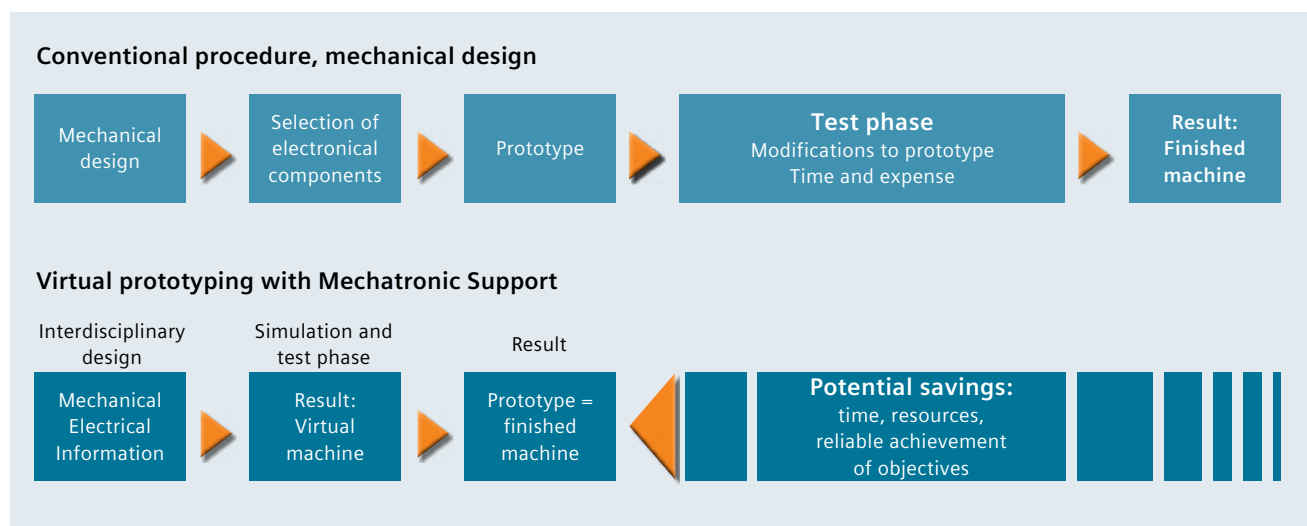 Conventional procedure, mechanical design
Mechanical
design
Selection of
electronical
components
Prototype
Test phase
Modifications to prototype
Time and expense
Result:
Finished
machine
Virtual prototyping with Mechatronic Support
Interdisciplinary
design
Simulation and
test phase
Result
Mechanical
Electrical
Information
Result:
Virtual
machine
Prototype =
finished
machine
Potential savings:
time, resources,
reliable achievement
of objectives